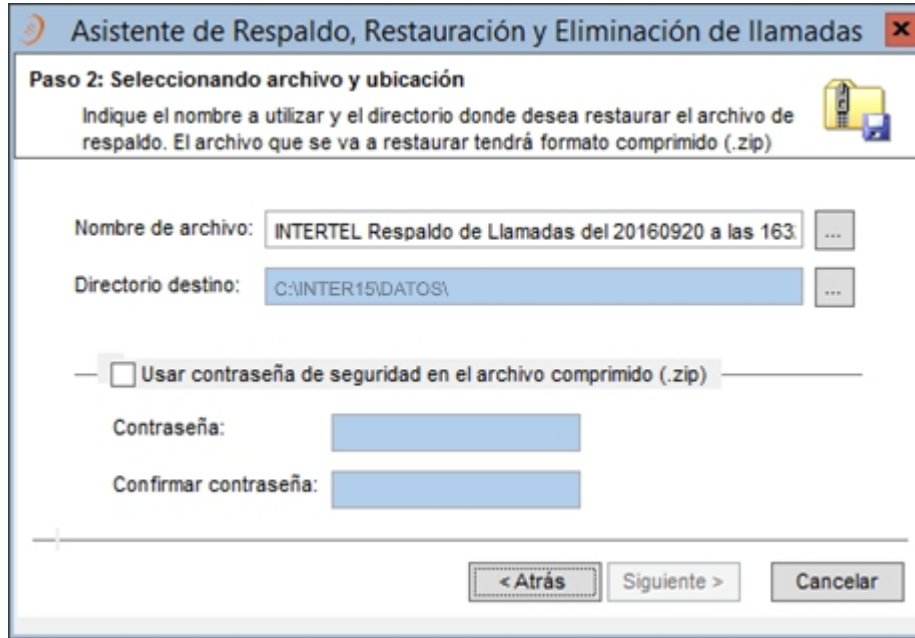 Asistente de Respaldo, Restauración y Eliminación de llamadas
Paso 2: Seleccionando archivo y ubicación
Indique el nombre a utilizar y el directorio donde desea restaurar el archivo de
respaldo. El archivo que se va a restaurar tendrá formato comprimido (.zip)
Nombre de archivo: INTERTEL Respaldo de Llamadas del 20160920 a las 163 ...
Directorio destino: C:\INTER15\DATOS\ ...
Usar contraseña de seguridad en el archivo comprimido (.zip)
Contraseña:
Confirmar contraseña:
< Atrás Siguiente > Cancelar